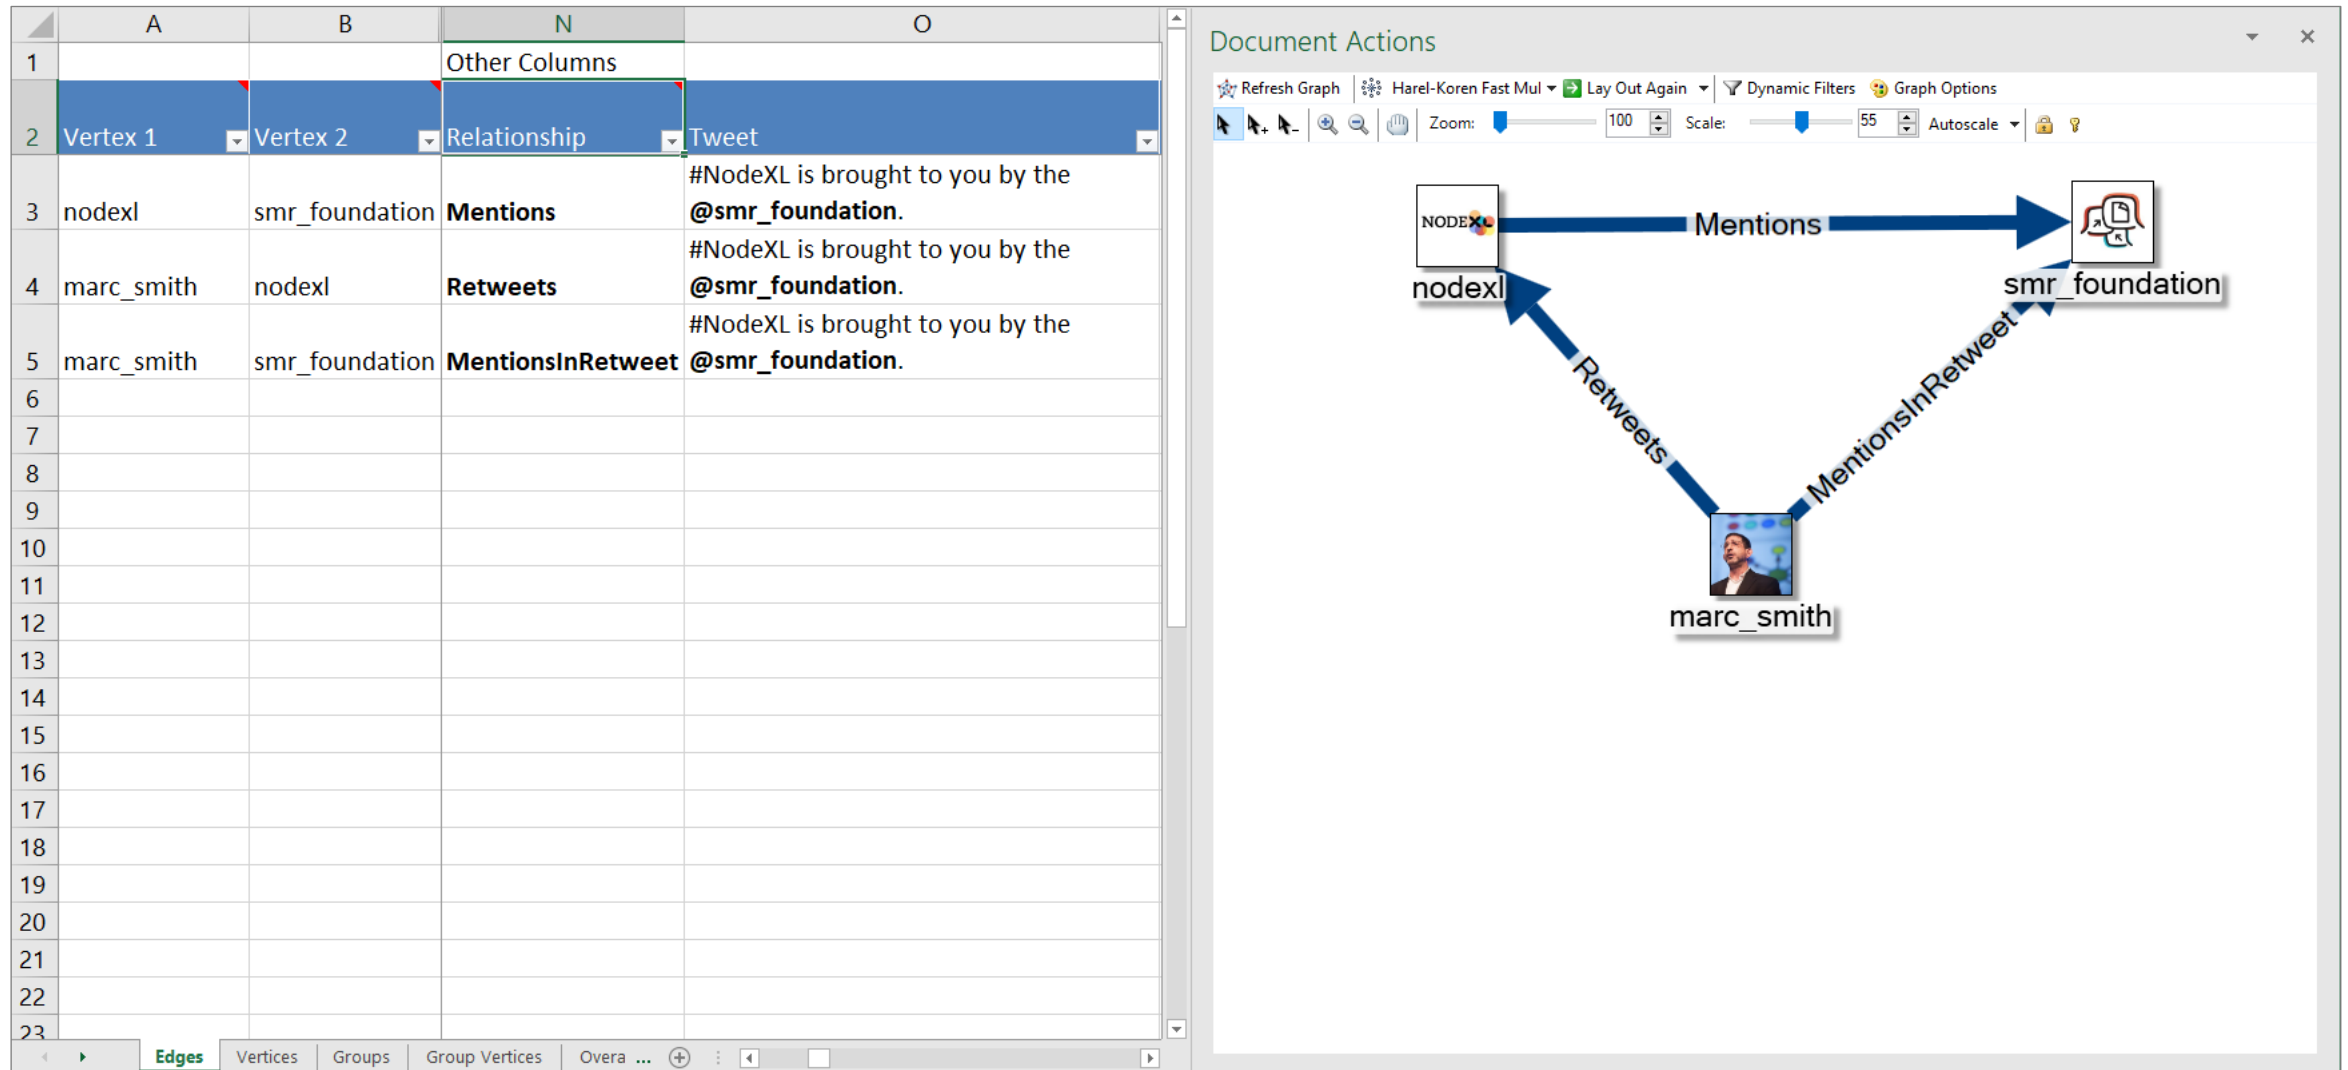 A B N O
1 Other Columns
2 Vertex 1 Vertex 2 Relationship Tweet
#NodeXL is brought to you by the
3 nodexl smr_foundation Mentions @smr_foundation.
#NodeXL is brought to you by the
4 marc_smith nodexl Retweets @smr_foundation.
#NodeXL is brought to you by the
5 marc_smith smr_foundation MentionsInRetweet @smr_foundation.
6
7
8
9
10
11
12
13
14
15
16
17
18
19
20
21
22
23
Edges Vertices Groups Group Vertices Overa ...
Document Actions
Refresh Graph Harel-Koren Fast Mul Lay Out Again Dynamic Filters Graph Options
Zoom: 100 Scale: 55 Autoscale
NODEXL
Mentions
nodexl
smr_foundation
Retweets
MentionsInRetweet
marc_smith